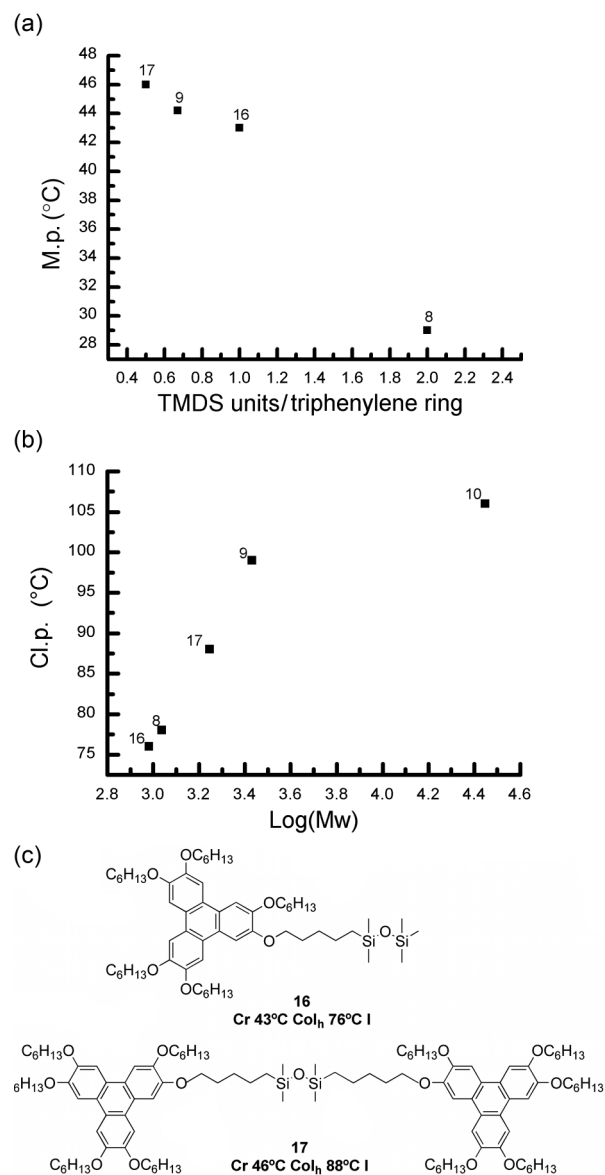 (a)
48
46
44
42
40
38
36
34
32
30
28
M.p. (°C)
17
9
16
8
0.4 0.6 0.8 1.0 1.2 1.4 1.6 1.8 2.0 2.2 2.4
TMDS units/triphenylene ring
(b)
110
105
100
95
90
85
80
75
Cl.p. (°C)
10
9
17
8
16
2.8 3.0 3.2 3.4 3.6 3.8 4.0 4.2 4.4 4.6
Log(Mw)
(c)
OC₆H₁₃
C₆H₁₃O
C₆H₁₃O
OC₆H₁₃
O
Si O Si
C₆H₁₃O
OC₆H₁₃
16
Cr 43ºC Colₕ 76ºC I
C₆H₁₃O OC₆H₁₃ C₆H₁₃O OC₆H₁₃
6H₁₃O O Si O Si O OC₆H₁₃
C₆H₁₃O OC₆H₁₃ C₆H₁₃O OC₆H₁₃
17
Cr 46ºC Colₕ 88ºC I